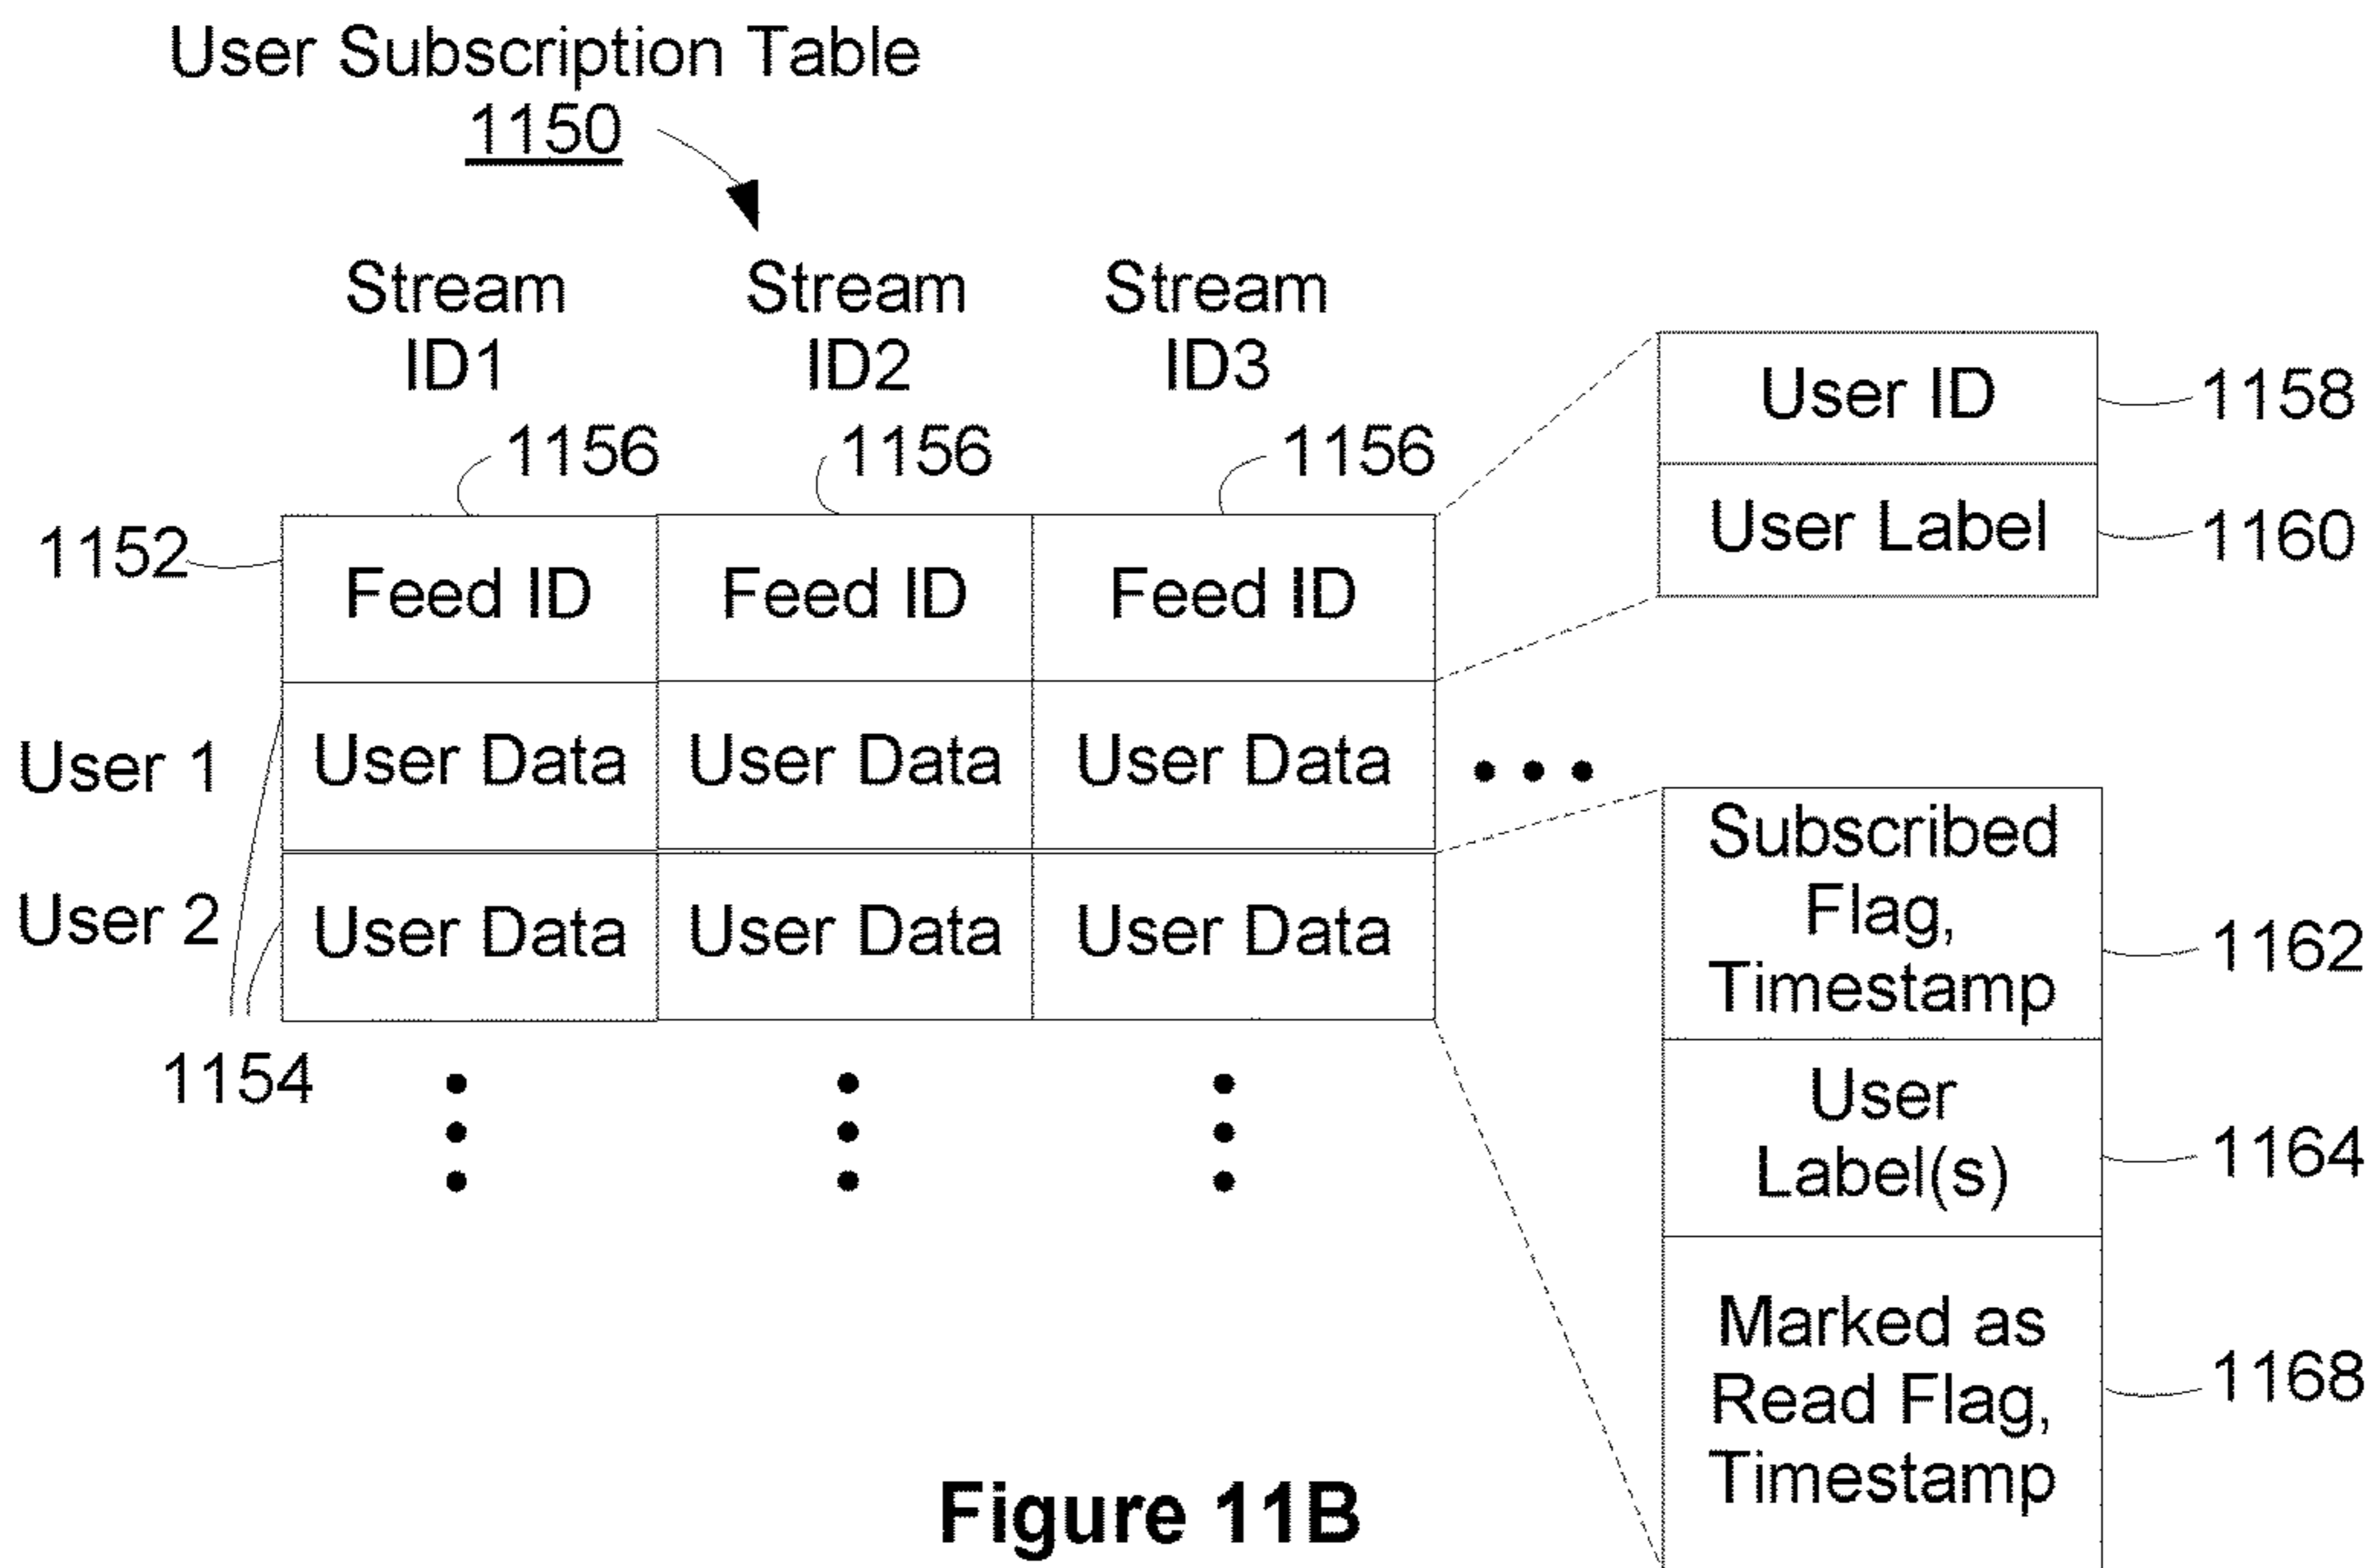 User Subscription Table
1150
Stream Stream Stream
ID1 ID2 ID3
1156 1156 1156
1152
Feed ID Feed ID Feed ID
User 1 User Data User Data User Data
User 2 User Data User Data User Data
1154
User ID 1158
User Label 1160
Subscribed
Flag,
Timestamp
1162
User
Label(s)
1164
Marked as
Read Flag,
Timestamp
1168
Figure 11B